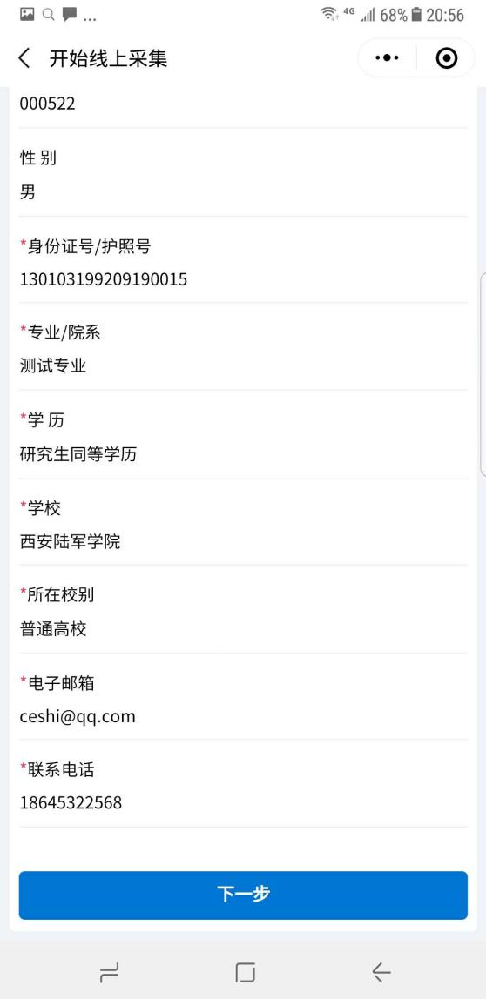 ... 4G 68% 20:56
开始线上采集
000522
性 别
男
*身份证号/护照号
130103199209190015
*专业/院系
测试专业
*学 历
研究生同等学历
*学校
西安陆军学院
*所在校别
普通高校
*电子邮箱
ceshi@qq.com
*联系电话
18645322568
下一步